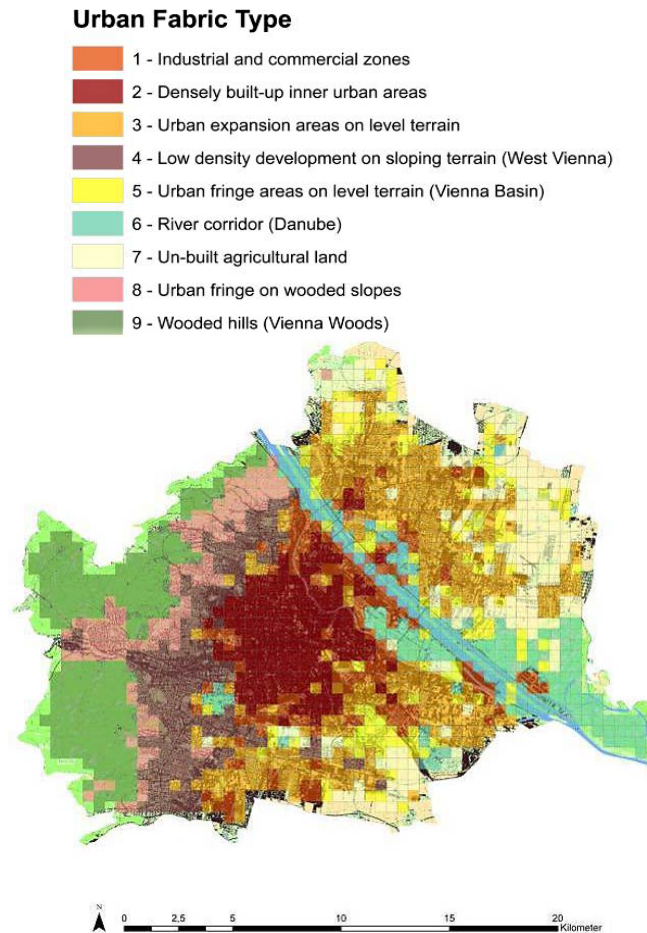 Urban Fabric Type
1 - Industrial and commercial zones
2 - Densely built-up inner urban areas
3 - Urban expansion areas on level terrain
4 - Low density development on sloping terrain (West Vienna)
5 - Urban fringe areas on level terrain (Vienna Basin)
6 - River corridor (Danube)
7 - Un-built agricultural land
8 - Urban fringe on wooded slopes
9 - Wooded hills (Vienna Woods)
N
0 2,5 5 10 15 20
Kilometer